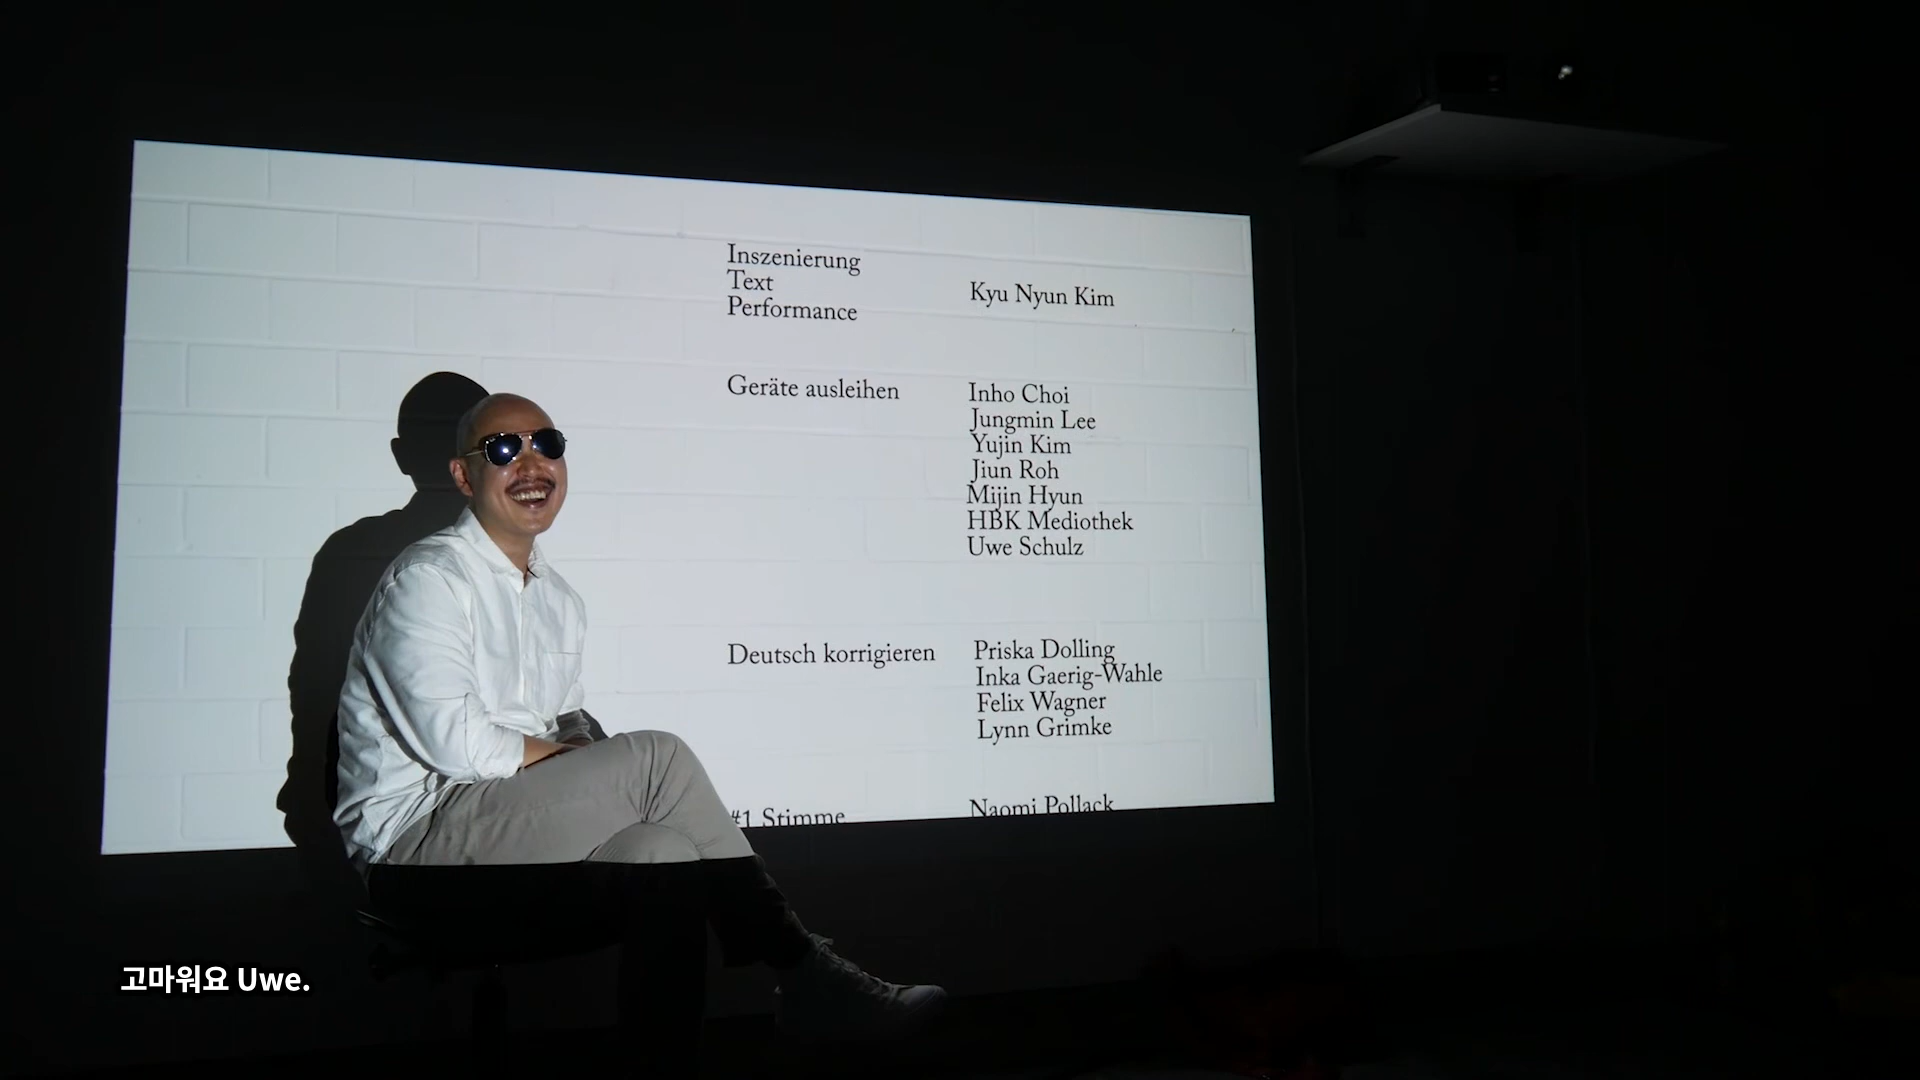 Inszenierung
Text
Performance
Kyu Nyun Kim
Geräte ausleihen
Inho Choi
Jungmin Lee
Yujin Kim
Jiun Roh
Mijin Hyun
HBK Mediothek
Uwe Schulz
Deutsch korrigieren
Priska Dolling
Inka Gaerig-Wahle
Felix Wagner
Lynn Grimke
#1 Stimme
Naomi Pollack
고마워요 Uwe.